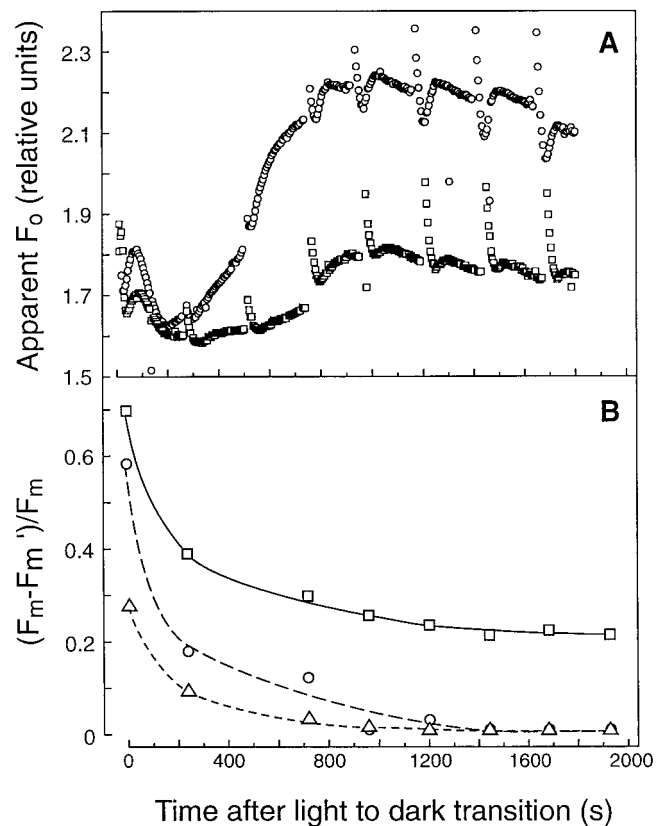 A
2.3
2.1
1.9
1.7
1.5
Apparent F₀ (relative units)
B
0.6
0.4
0.2
0
(Fₘ-Fₘ')/Fₘ
0 400 800 1200 1600 2000
Time after light to dark transition (s)